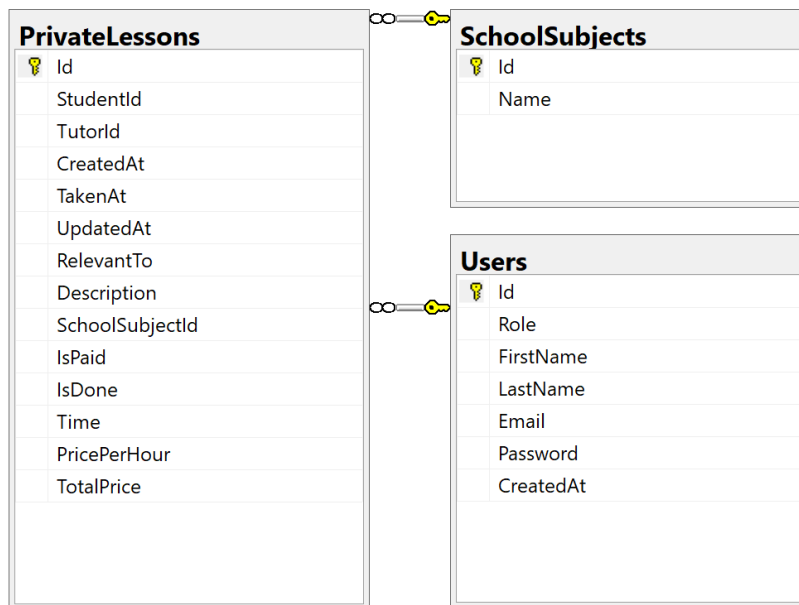 PrivateLessons
Id
StudentId
TutorId
CreatedAt
TakenAt
UpdatedAt
RelevantTo
Description
SchoolSubjectId
IsPaid
IsDone
Time
PricePerHour
TotalPrice
SchoolSubjects
Id
Name
Users
Id
Role
FirstName
LastName
Email
Password
CreatedAt